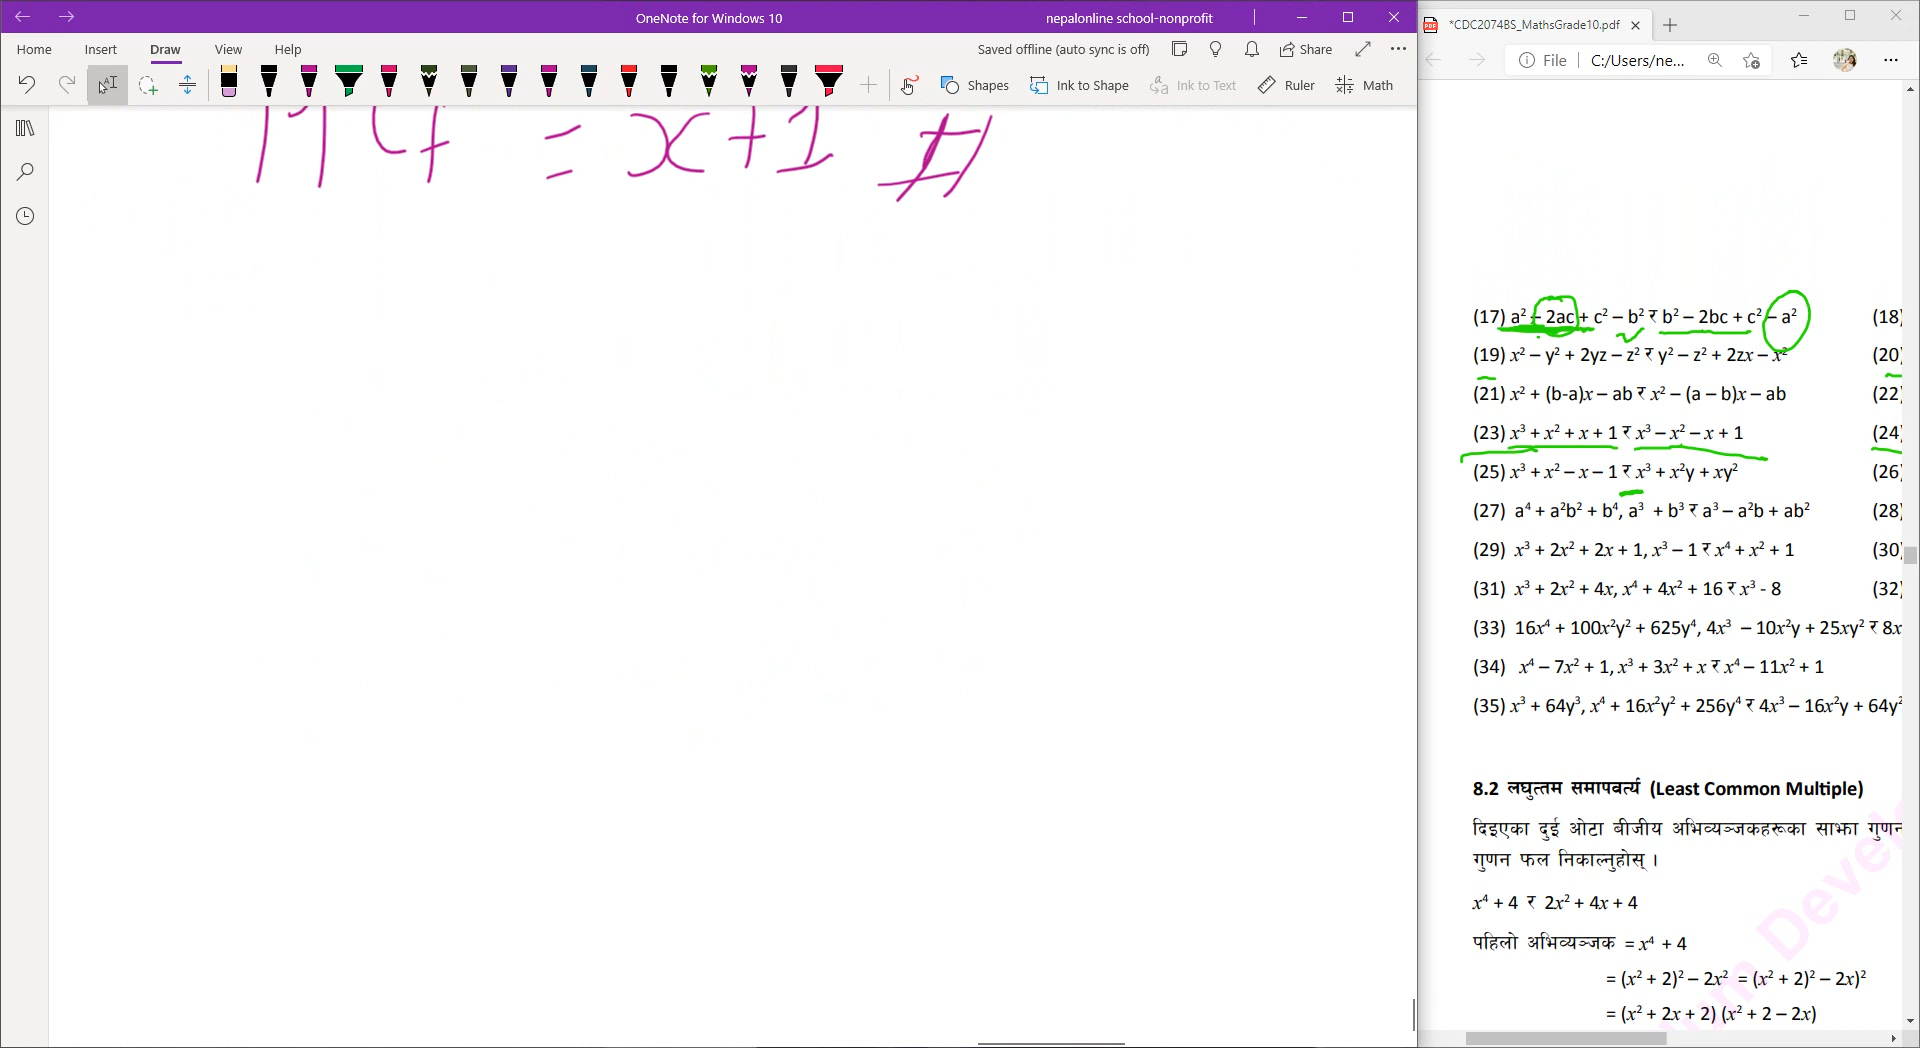 OneNote for Windows 10
nepalonline school-nonprofit
*CDC2074BS_MathsGrade10.pdf
Home Insert Draw View Help
Saved offline (auto sync is off)
Share
File C:/Users/ne...
Shapes Ink to Shape Ink to Text Ruler Math
HCF = x+1 #
(17) a² – 2ac + c² – b² र b² – 2bc + c² – a² (18)
(19) x² – y² + 2yz – z² र y² – z² + 2zx – x² (20)
(21) x² + (b-a)x – ab र x² – (a – b)x – ab (22)
(23) x³ + x² + x + 1 र x³ – x² – x + 1 (24)
(25) x³ + x² – x – 1 र x³ + x²y + xy² (26)
(27) a⁴ + a²b² + b⁴, a³ + b³ र a³ – a²b + ab² (28)
(29) x³ + 2x² + 2x + 1, x³ – 1 र x⁴ + x² + 1 (30)
(31) x³ + 2x² + 4x, x⁴ + 4x² + 16 र x³ - 8 (32)
(33) 16x⁴ + 100x²y² + 625y⁴, 4x³ – 10x²y + 25xy² र 8x
(34) x⁴ – 7x² + 1, x³ + 3x² + x र x⁴ – 11x² + 1
(35) x³ + 64y³, x⁴ + 16x²y² + 256y⁴ र 4x³ – 16x²y + 64y²
8.2 लघुत्तम समापवर्त्य (Least Common Multiple)
दिइएका दुई ओटा बीजीय अभिव्यञ्जकहरूका साझा गुणन
गुणन फल निकाल्नुहोस् ।
x⁴ + 4 र 2x² + 4x + 4
पहिलो अभिव्यञ्जक = x⁴ + 4
= (x² + 2)² – 2x² = (x² + 2)² – 2x)²
= (x² + 2x + 2) (x² + 2 – 2x)